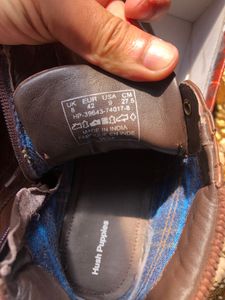 UK EUR USA CM
8 42 9 27.5
HP-39643-74017-8
MADE IN INDIA
Hush Puppies